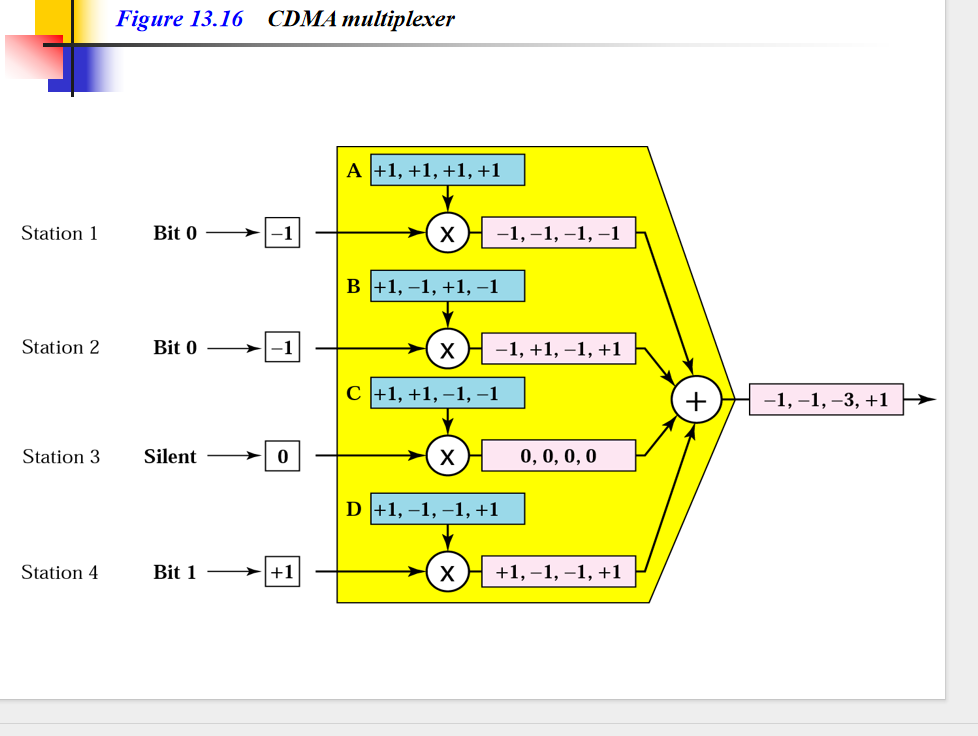 Figure 13.16 CDMA multiplexer
A +1, +1, +1, +1
Station 1 Bit 0 −1 X −1, −1, −1, −1
B +1, −1, +1, −1
Station 2 Bit 0 −1 X −1, +1, −1, +1
C +1, +1, −1, −1
+ −1, −1, −3, +1
Station 3 Silent 0 X 0, 0, 0, 0
D +1, −1, −1, +1
Station 4 Bit 1 +1 X +1, −1, −1, +1